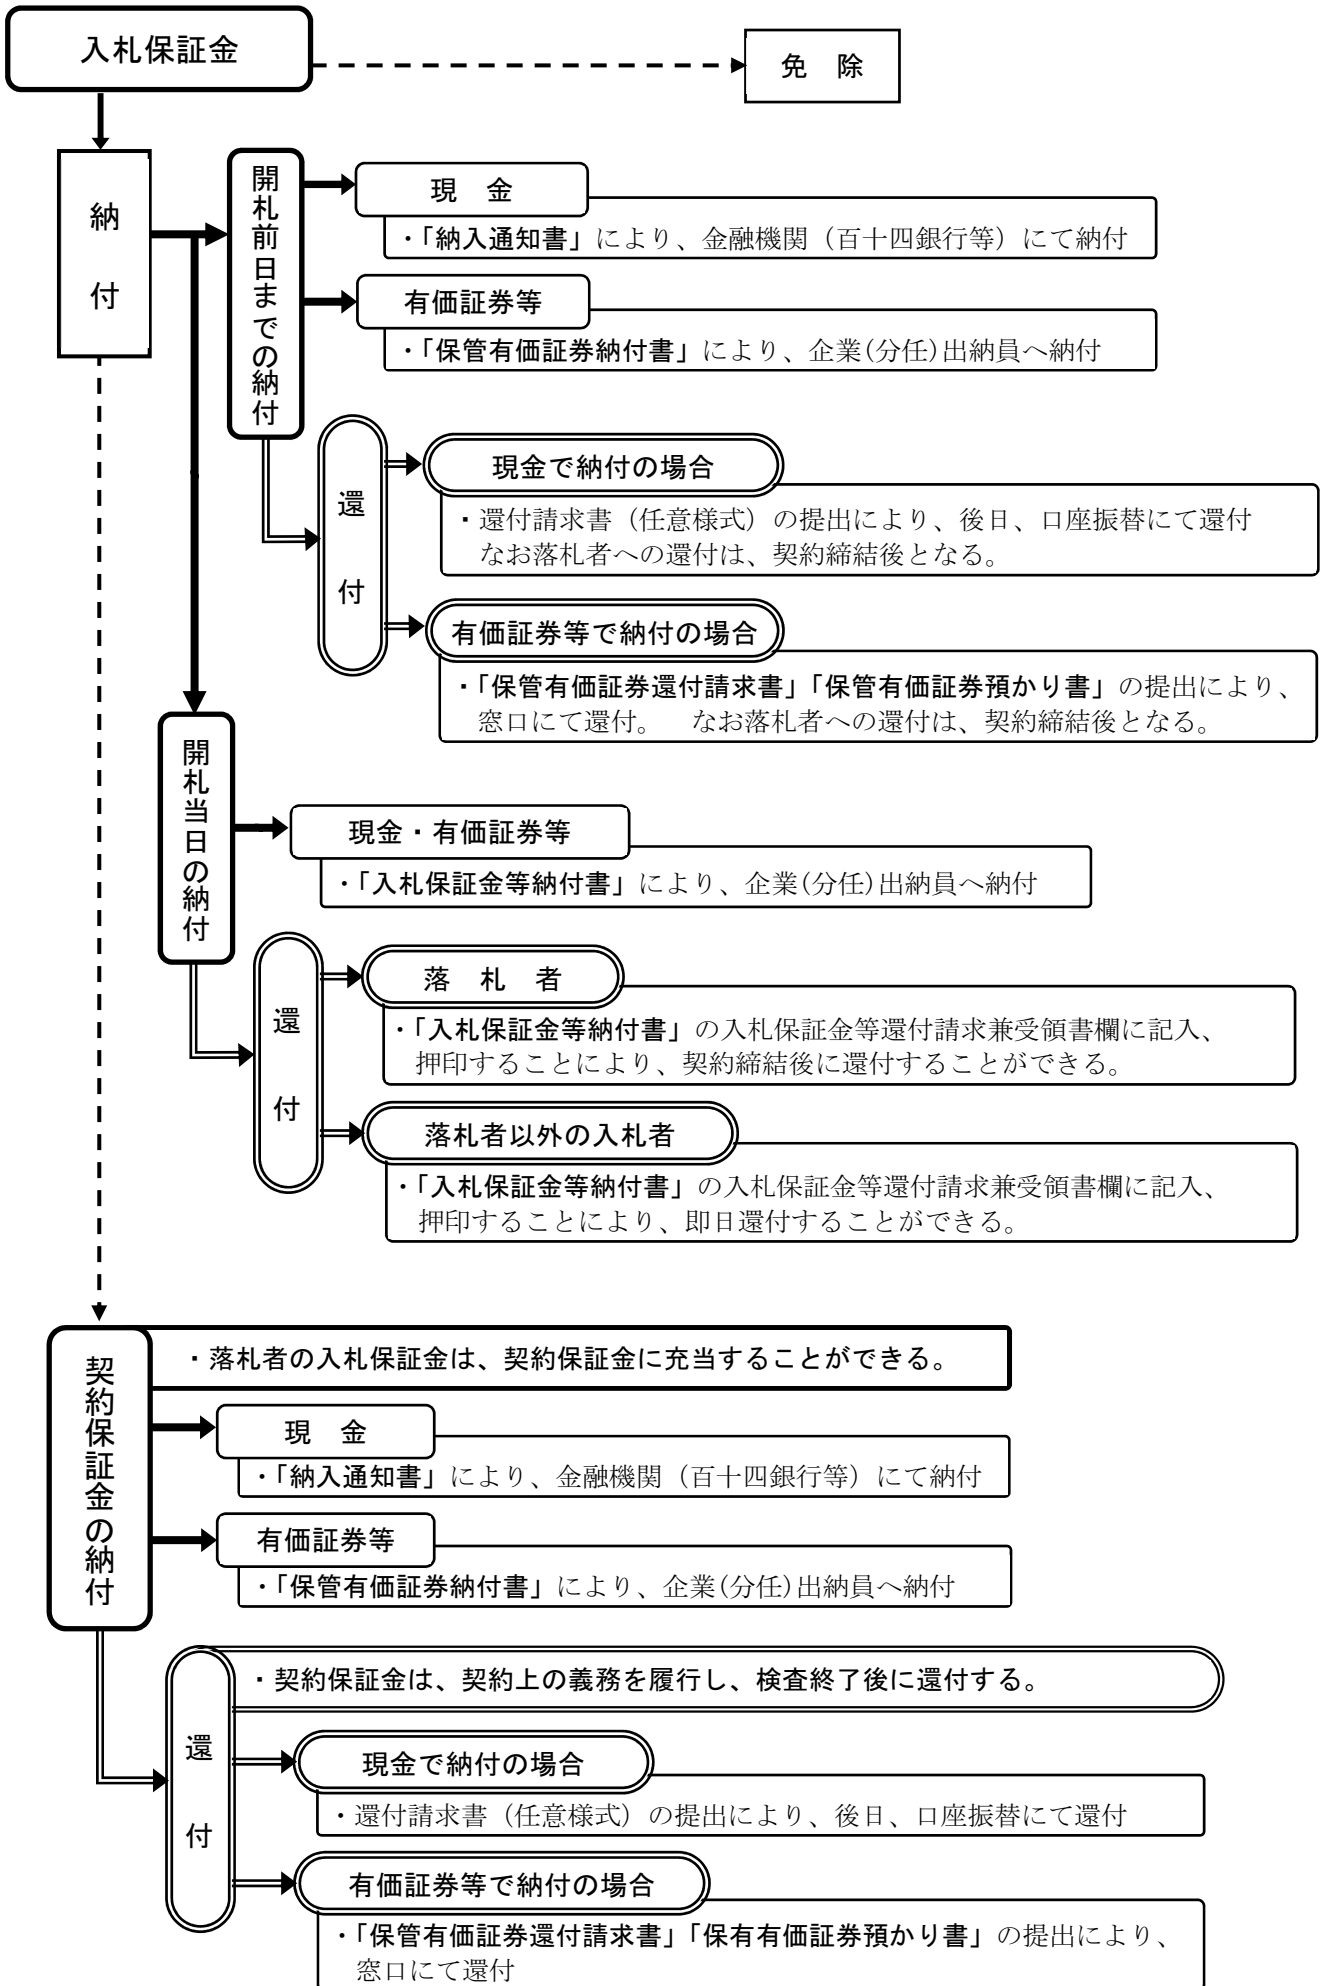 入札保証金
免　除
納付
開札前日までの納付
現　金
・「納入通知書」により、金融機関（百十四銀行等）にて納付
有価証券等
・「保管有価証券納付書」により、企業(分任)出納員へ納付
還付
現金で納付の場合
・還付請求書（任意様式）の提出により、後日、口座振替にて還付
なお落札者への還付は、契約締結後となる。
有価証券等で納付の場合
・「保管有価証券還付請求書」「保管有価証券預かり書」の提出により、
窓口にて還付。　なお落札者への還付は、契約締結後となる。
開札当日の納付
現金・有価証券等
・「入札保証金等納付書」により、企業(分任)出納員へ納付
還付
落　札　者
・「入札保証金等納付書」の入札保証金等還付請求兼受領書欄に記入、
押印することにより、契約締結後に還付することができる。
落札者以外の入札者
・「入札保証金等納付書」の入札保証金等還付請求兼受領書欄に記入、
押印することにより、即日還付することができる。
契約保証金の納付
・落札者の入札保証金は、契約保証金に充当することができる。
現　金
・「納入通知書」により、金融機関（百十四銀行等）にて納付
有価証券等
・「保管有価証券納付書」により、企業(分任)出納員へ納付
還付
・契約保証金は、契約上の義務を履行し、検査終了後に還付する。
現金で納付の場合
・還付請求書（任意様式）の提出により、後日、口座振替にて還付
有価証券等で納付の場合
・「保管有価証券還付請求書」「保有有価証券預かり書」の提出により、
窓口にて還付